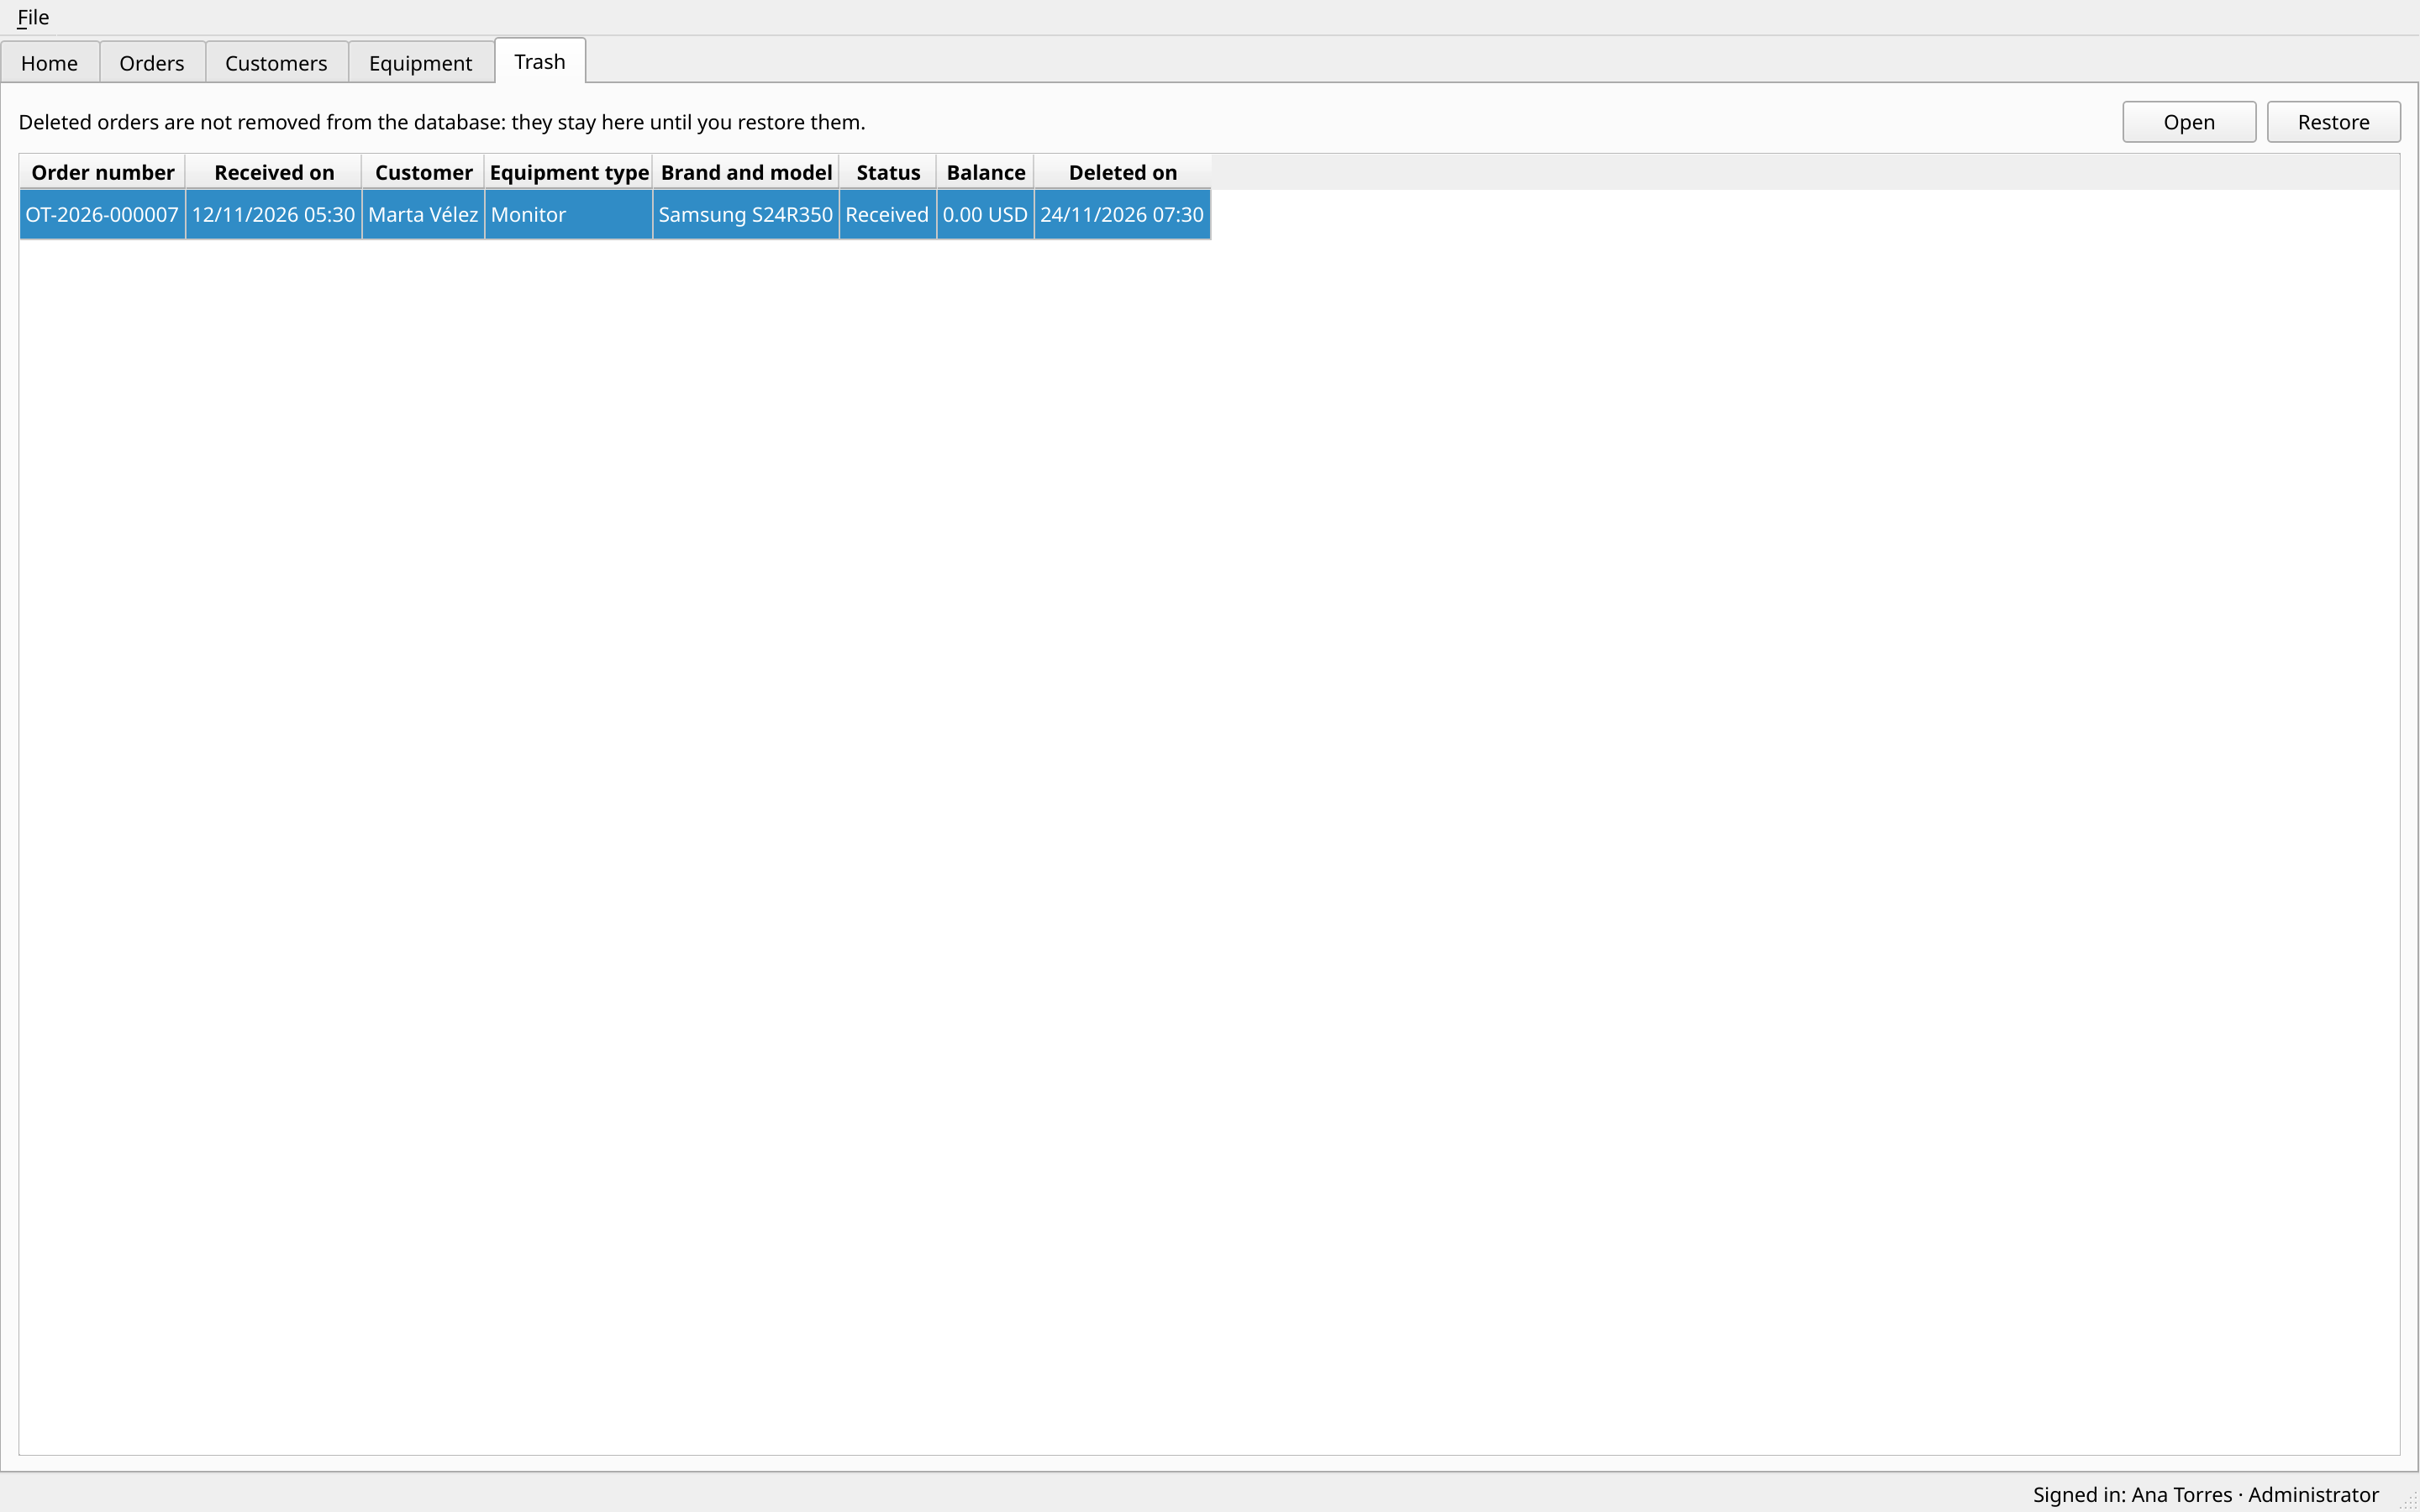 File
Home Orders Customers Equipment Trash
Deleted orders are not removed from the database: they stay here until you restore them. Open Restore
Order number Received on Customer Equipment type Brand and model Status Balance Deleted on
OT-2026-000007 12/11/2026 05:30 Marta Vélez Monitor Samsung S24R350 Received 0.00 USD 24/11/2026 07:30
Signed in: Ana Torres · Administrator